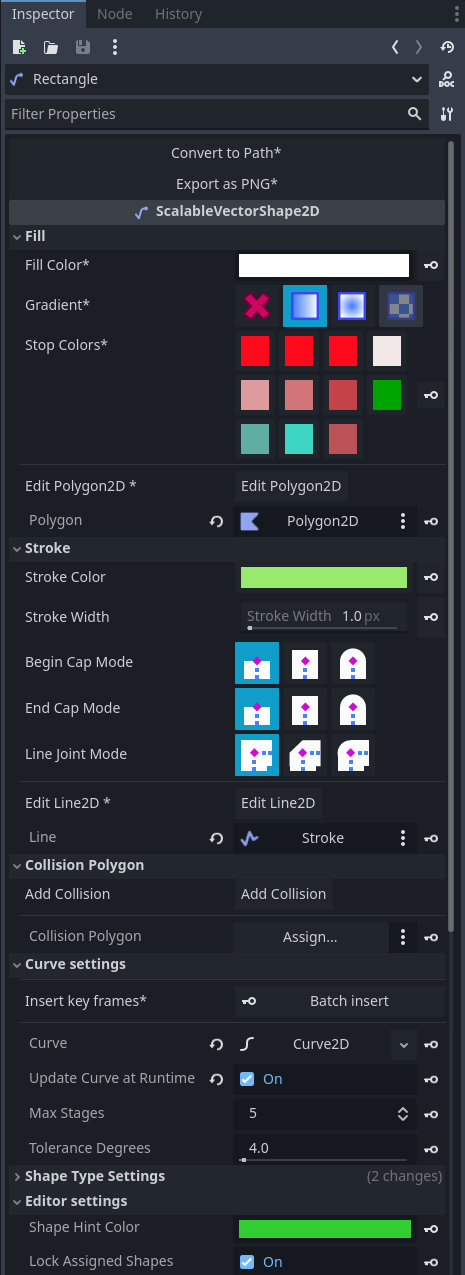 Inspector Node History
Rectangle
DOC
Filter Properties
Convert to Path*
Export as PNG*
ScalableVectorShape2D
Fill
Fill Color*
Gradient*
Stop Colors*
Edit Polygon2D * Edit Polygon2D
Polygon Polygon2D
Stroke
Stroke Color
Stroke Width Stroke Width 1.0 px
Begin Cap Mode
End Cap Mode
Line Joint Mode
Edit Line2D * Edit Line2D
Line Stroke
Collision Polygon
Add Collision Add Collision
Collision Polygon Assign...
Curve settings
Insert key frames* Batch insert
Curve Curve2D
Update Curve at Runtime On
Max Stages 5
Tolerance Degrees 4.0
Shape Type Settings (2 changes)
Editor settings
Shape Hint Color
Lock Assigned Shapes On